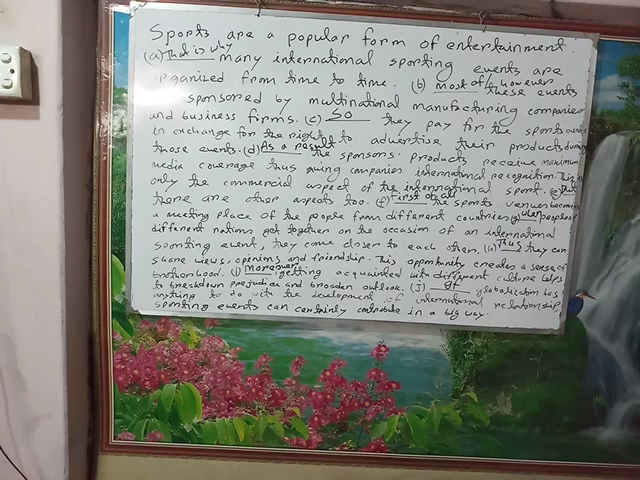 Sports are a popular form of entertainment.
(a) That is why many international sporting events are
organized from time to time. (b) most of / however these events
sponsored by multinational manufacturing companies
and business firms. (c) So they pay for the sports events
in exchange for the right to advertise their products during
those events. (d) As a result the sponsors' products receive maximum
media coverage thus giving companies international recognition. This is
only the commercial aspect of the international sport. (e) But
there are other aspects too. (f) First of all the sports venues become
a meeting place of the people from different countries. (g) when people of
different nations get together on the occasion of an international
sporting event, they come closer to each other. (h) Thus they can
share views, opinions and friendship. This opportunity creates a sense of
brotherhood. (i) moreover getting acquainted with different culture helps
to breakdown prejudice and broaden outlook. (j) If globalization has
anything to with the development of international relationship,
sporting events can certainly contribute in a big way.